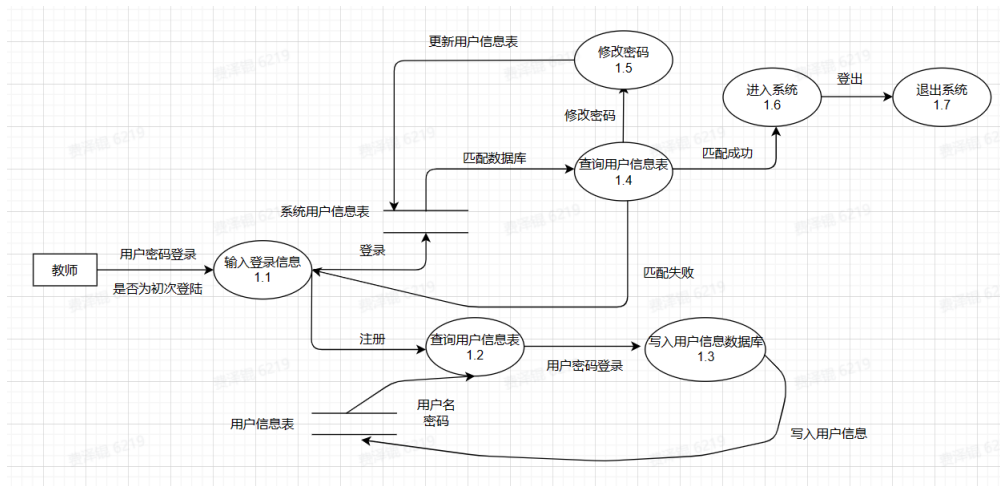 更新用户信息表
修改密码
1.5
进入系统
1.6
登出
退出系统
1.7
修改密码
匹配数据库
查询用户信息表
1.4
匹配成功
系统用户信息表
教师
用户密码登录
是否为初次登陆
输入登录信息
1.1
登录
匹配失败
注册
查询用户信息表
1.2
用户密码登录
写入用户信息数据库
1.3
用户信息表
用户名
密码
写入用户信息